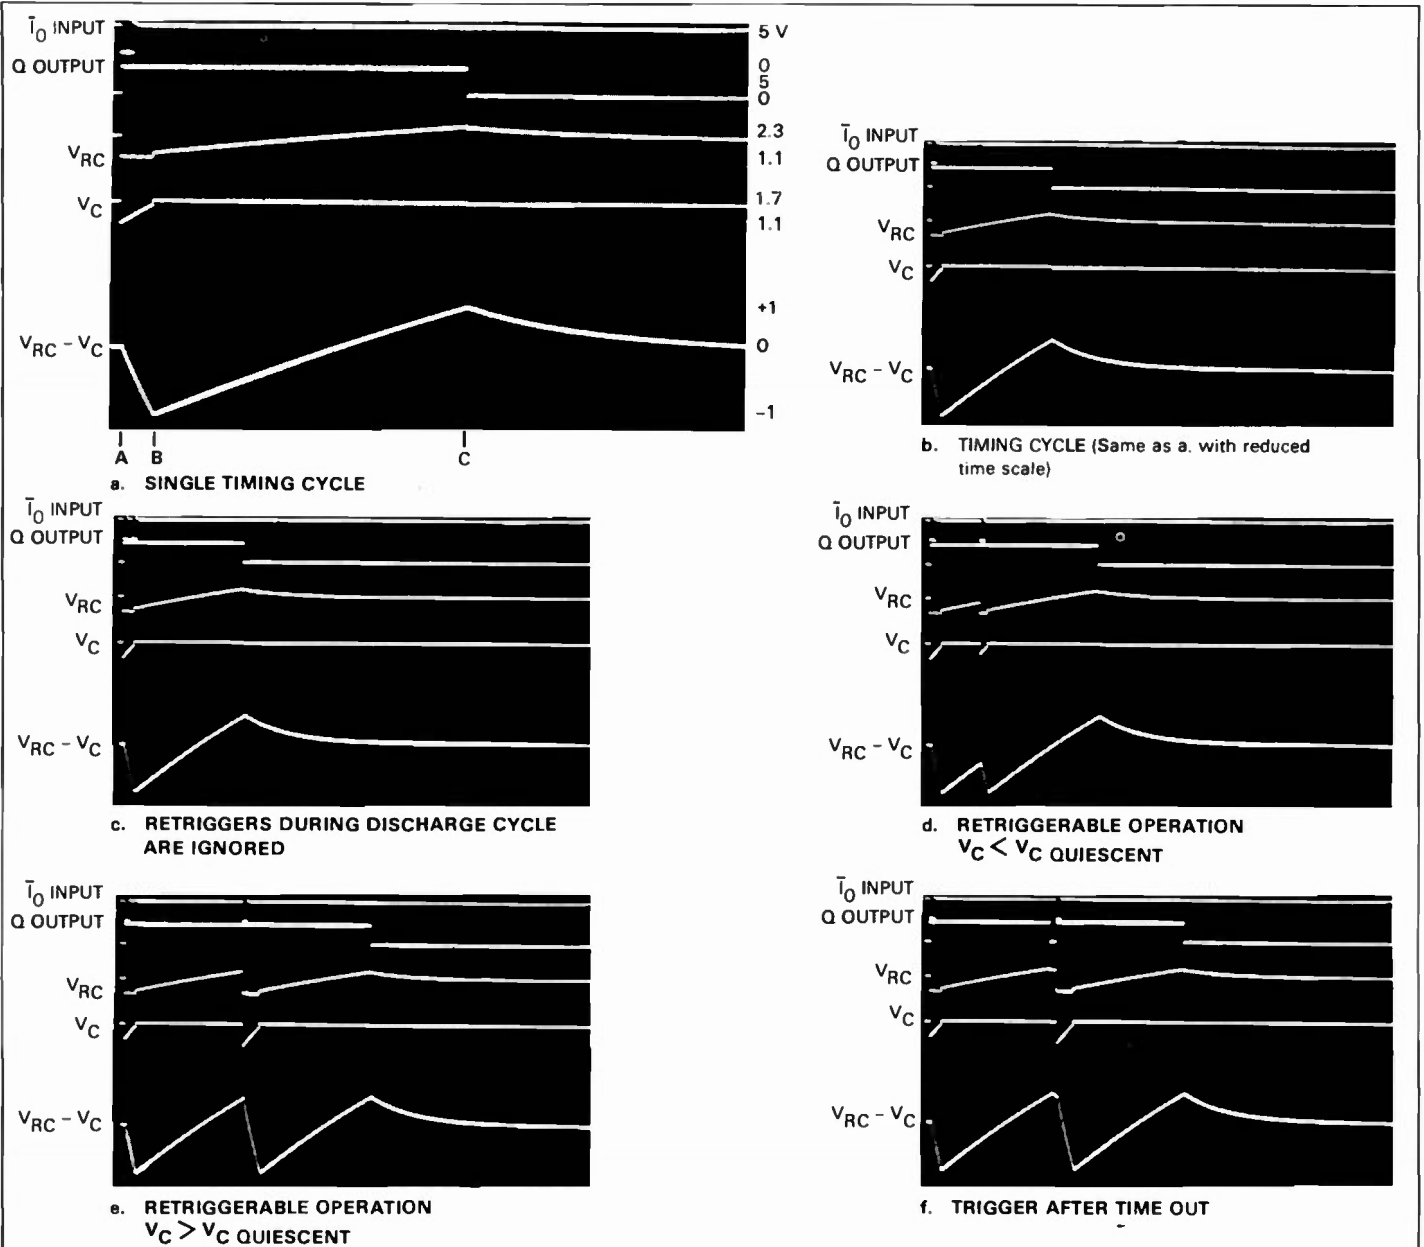 Ī0 INPUT
Q OUTPUT
VRC
VC
VRC – VC
5 V
0
5
0
2.3
1.1
1.7
1.1
+1
0
–1
A B C
a. SINGLE TIMING CYCLE
Ī0 INPUT
Q OUTPUT
VRC
VC
VRC – VC
b. TIMING CYCLE (Same as a. with reduced
time scale)
Ī0 INPUT
Q OUTPUT
VRC
VC
VRC – VC
c. RETRIGGERS DURING DISCHARGE CYCLE
ARE IGNORED
Ī0 INPUT
Q OUTPUT
VRC
VC
VRC – VC
d. RETRIGGERABLE OPERATION
VC < VC QUIESCENT
Ī0 INPUT
Q OUTPUT
VRC
VC
VRC – VC
e. RETRIGGERABLE OPERATION
VC > VC QUIESCENT
Ī0 INPUT
Q OUTPUT
VRC
VC
VRC – VC
f. TRIGGER AFTER TIME OUT